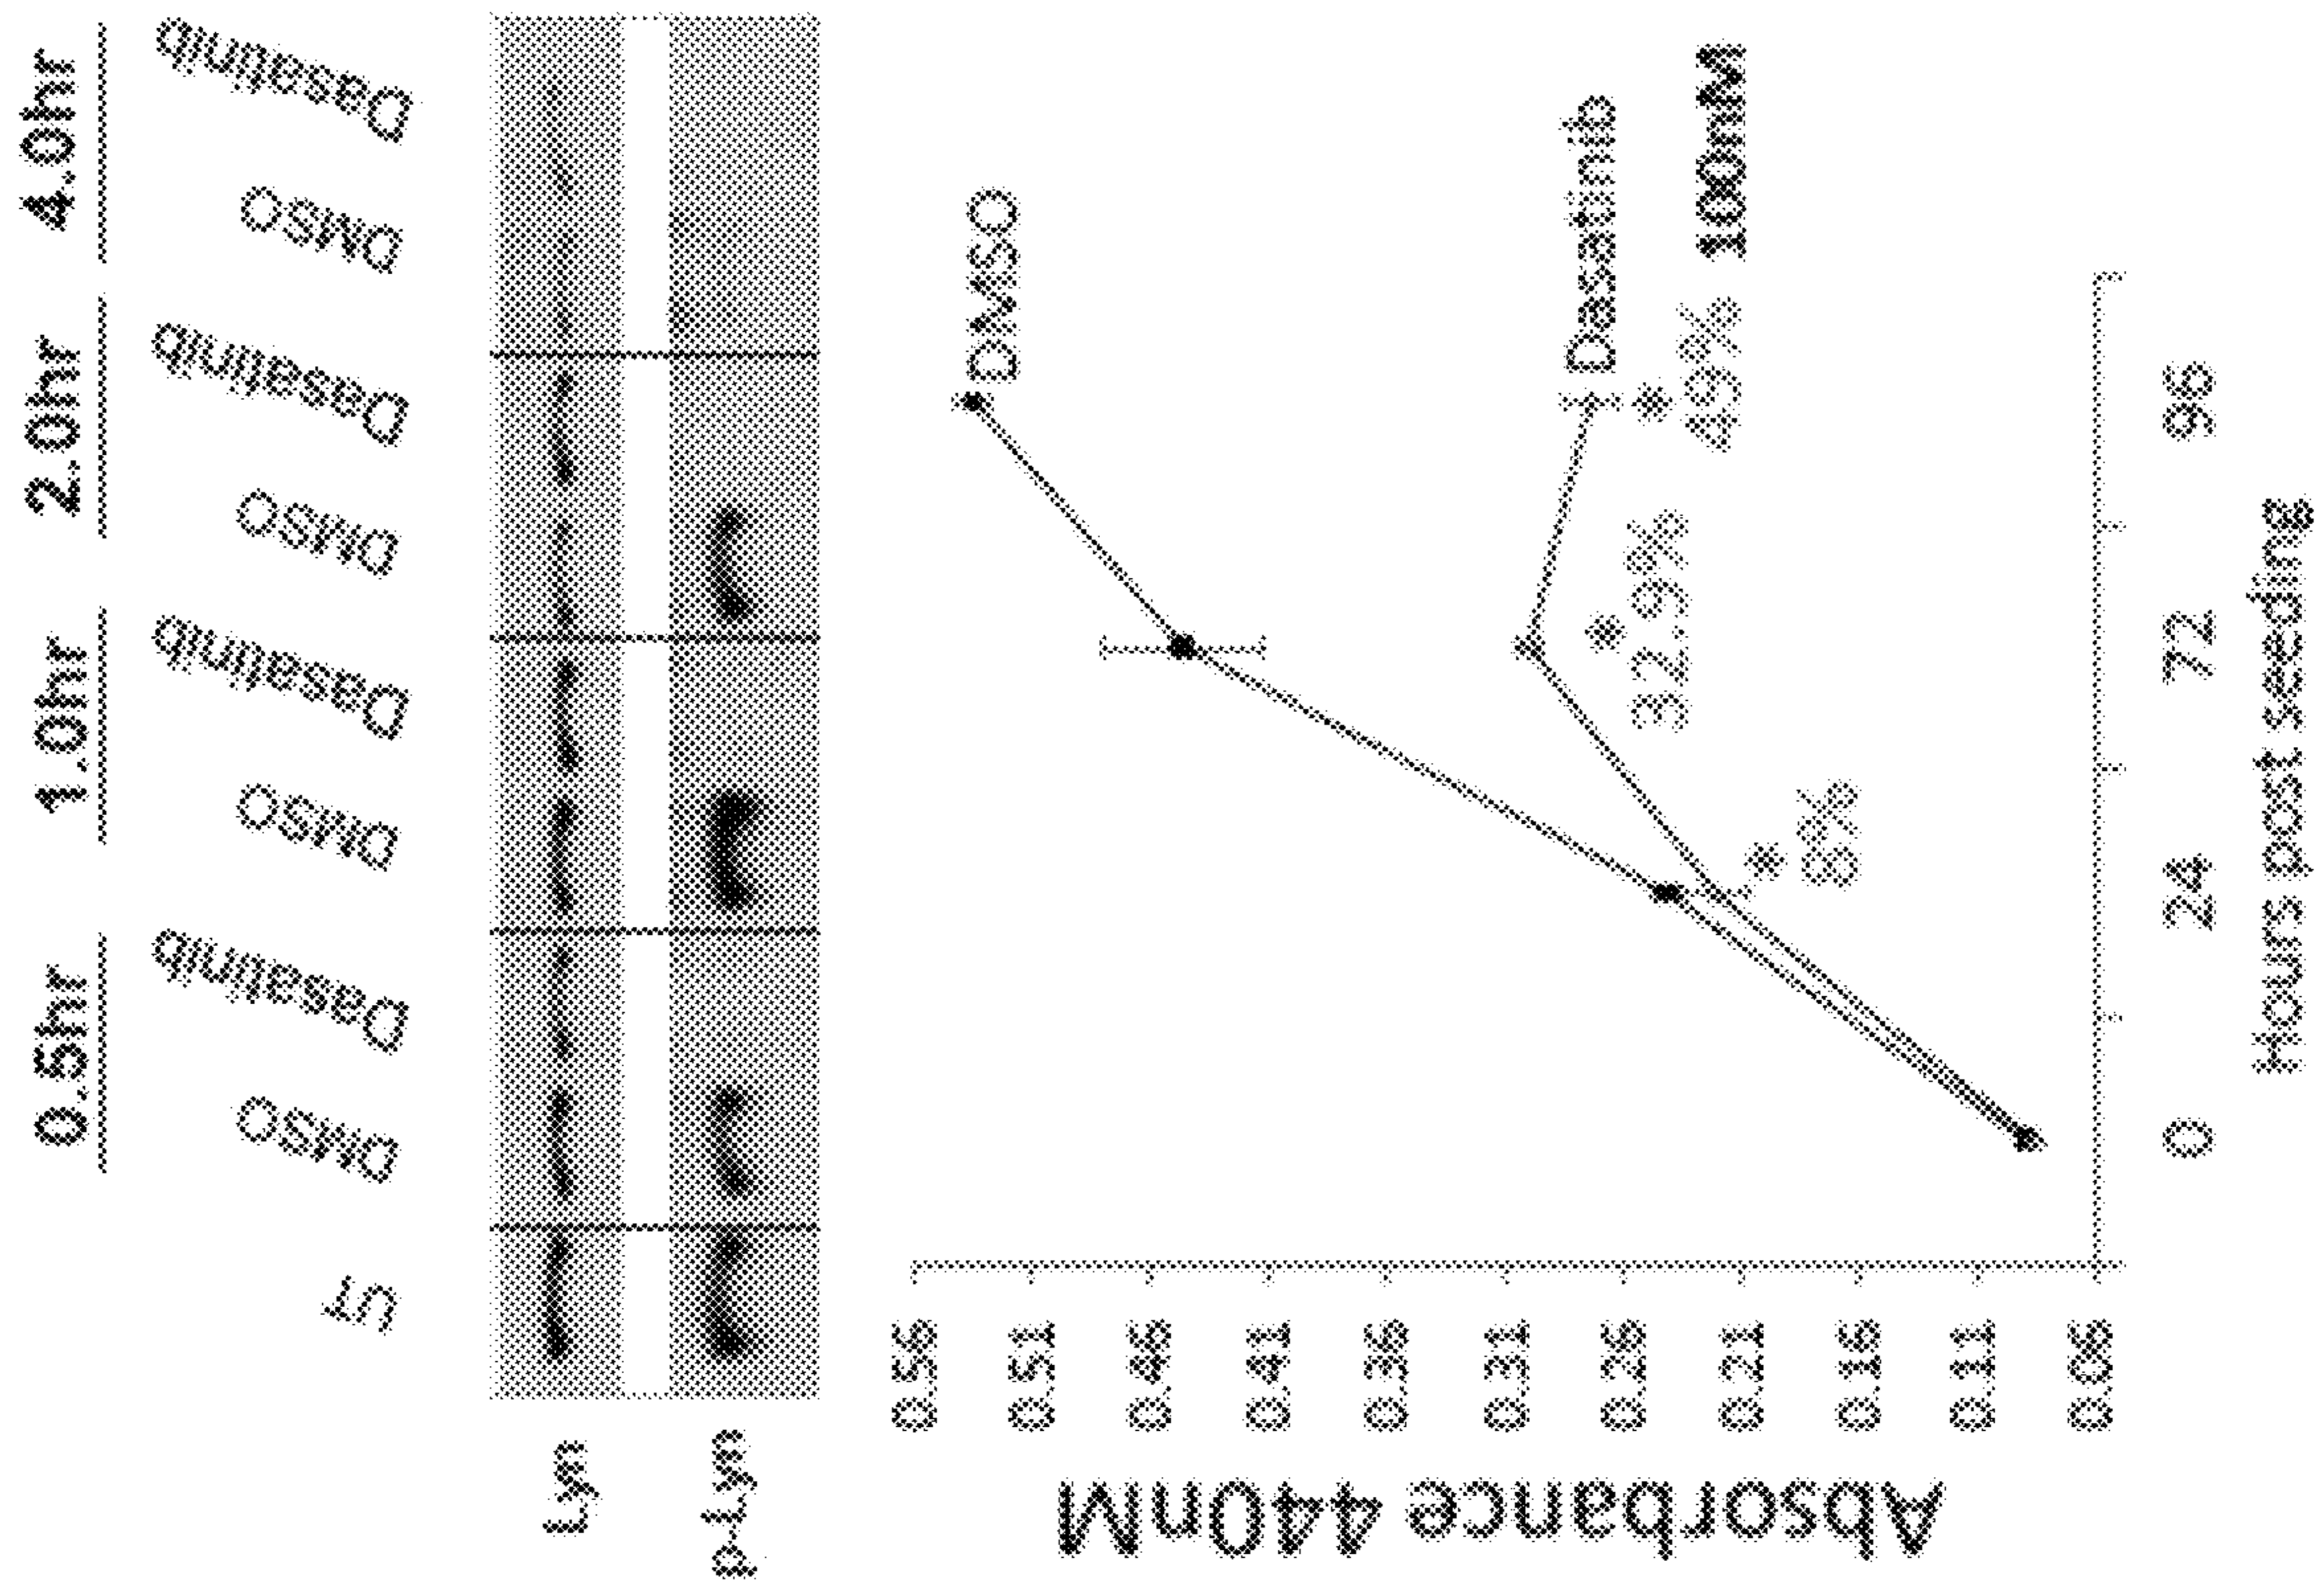 0.5hr 1.0hr 2.0hr 4.0hr
UT DMSO Dasatinib DMSO Dasatinib DMSO Dasatinib DMSO Dasatinib
Lyn
p-Lyn
Absorbance 440nM
0.56
0.51
0.46
0.41
0.36
0.31
0.26
0.21
0.16
0.11
0.06
DMSO
Dasatinib
100nM
*
8%
*
32.9%
*
49%
0 24 72 96
Hours post seeding